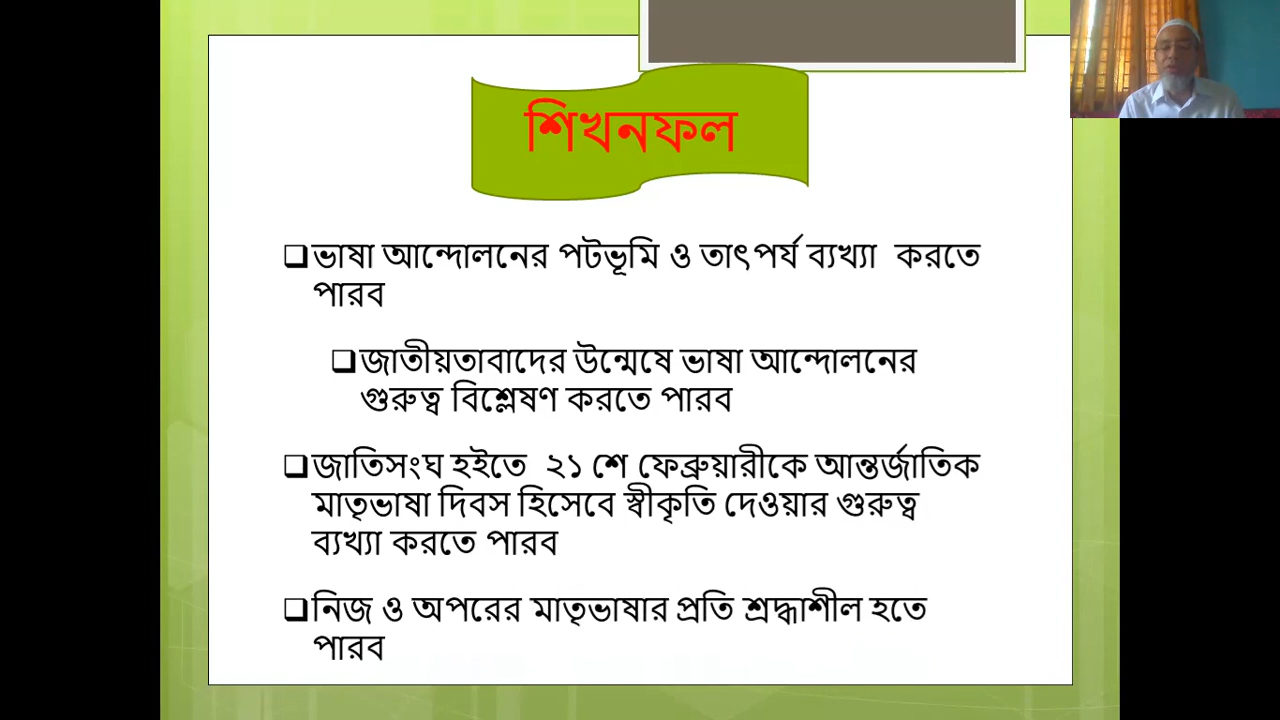 শিখনফল
ভাষা আন্দোলনের পটভূমি ও তাৎপর্য ব্যখ্যা করতে
পারব
জাতীয়তাবাদের উন্মেষে ভাষা আন্দোলনের
গুরুত্ব বিশ্লেষণ করতে পারব
জাতিসংঘ হইতে ২১ শে ফেব্রুয়ারীকে আন্তর্জাতিক
মাতৃভাষা দিবস হিসেবে স্বীকৃতি দেওয়ার গুরুত্ব
ব্যখ্যা করতে পারব
নিজ ও অপরের মাতৃভাষার প্রতি শ্রদ্ধাশীল হতে
পারব